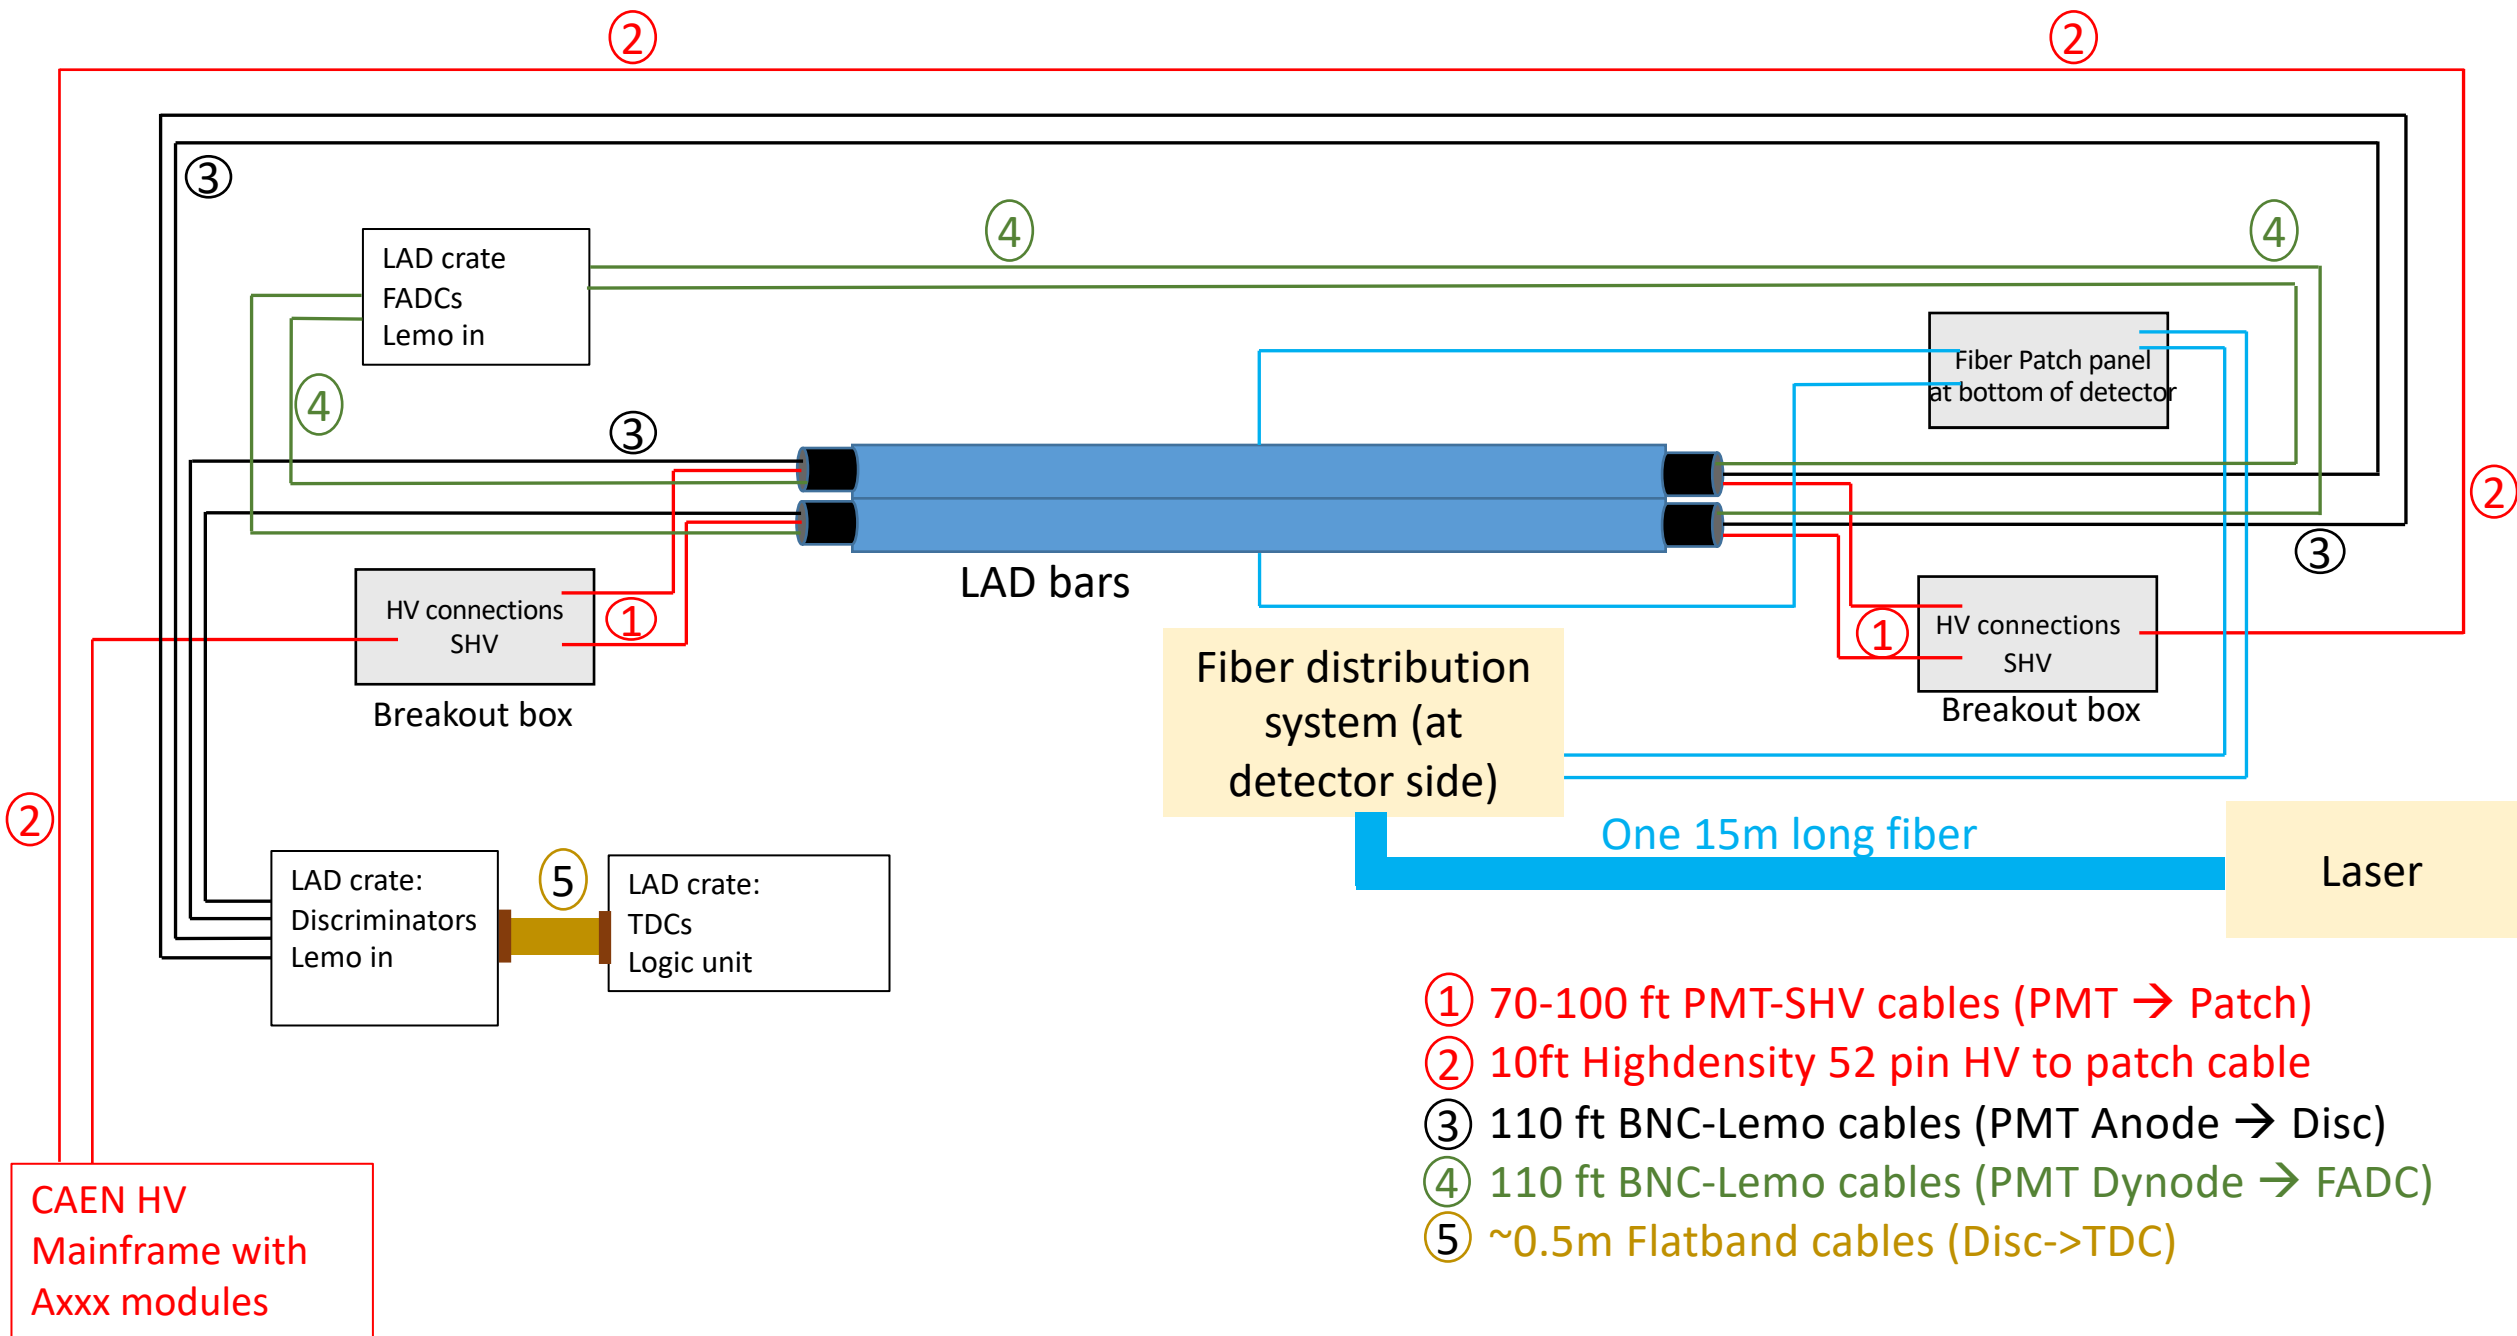 2
2
3
4
4
LAD crate
FADCs
Lemo in
Fiber Patch panel
at bottom of detector
4
3
2
3
LAD bars
HV connections
SHV
1
Breakout box
1
HV connections
SHV
Breakout box
Fiber distribution
system (at
detector side)
2
One 15m long fiber
Laser
LAD crate:
Discriminators
Lemo in
5
LAD crate:
TDCs
Logic unit
1 70-100 ft PMT-SHV cables (PMT → Patch)
2 10ft Highdensity 52 pin HV to patch cable
3 110 ft BNC-Lemo cables (PMT Anode → Disc)
4 110 ft BNC-Lemo cables (PMT Dynode → FADC)
5 ~0.5m Flatband cables (Disc->TDC)
CAEN HV
Mainframe with
Axxx modules